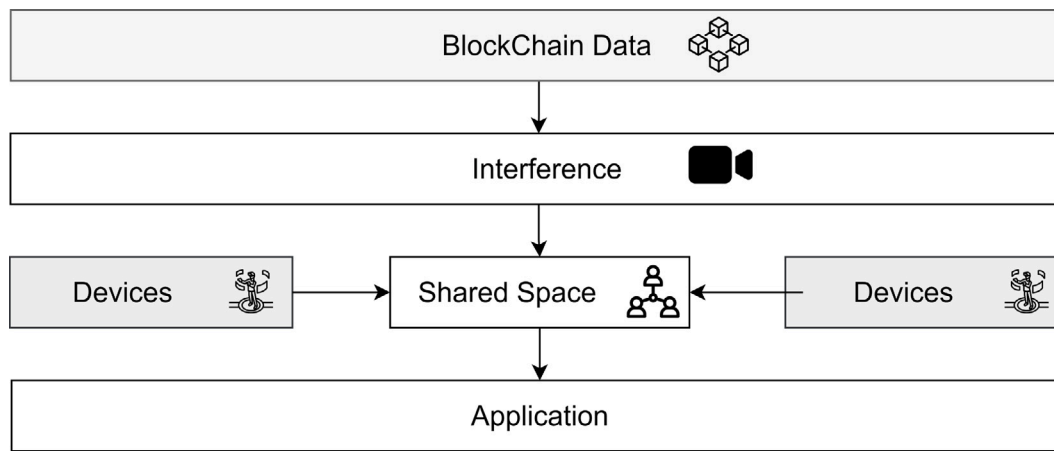 BlockChain Data
Interference
Devices
Shared Space
Devices
Application